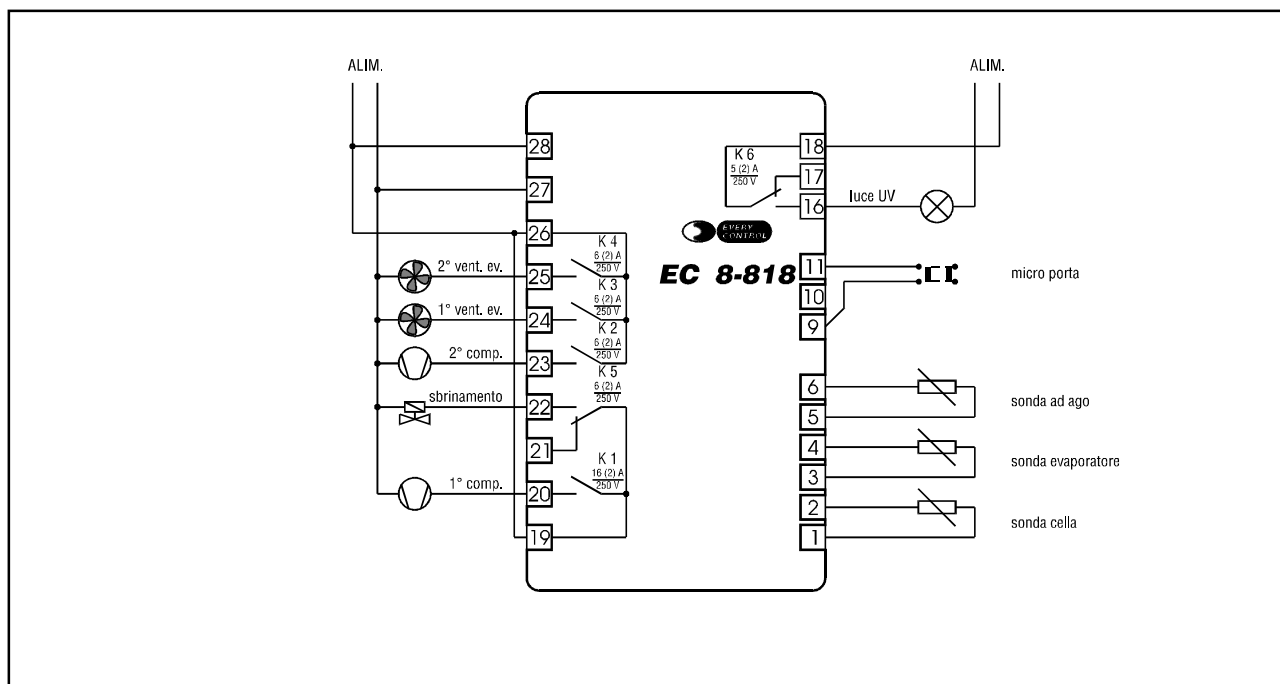 ALIM.
ALIM.
28
27
26
25
24
23
22
21
20
19
2° vent. ev.
1° vent. ev.
2° comp.
sbrinamento
1° comp.
K 4
6 (2) A
250 V
K 3
6 (2) A
250 V
K 2
6 (2) A
250 V
K 5
6 (2) A
250 V
K 1
16 (2) A
250 V
K 6
5 (2) A
250 V
EVERY
CONTROL
EC 8-818
18
17
16
11
10
9
6
5
4
3
2
1
luce UV
micro porta
sonda ad ago
sonda evaporatore
sonda cella